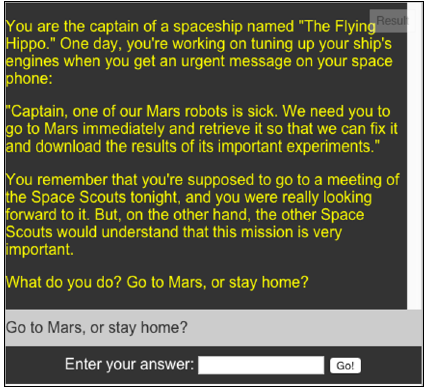 Result
You are the captain of a spaceship named "The Flying
Hippo." One day, you're working on tuning up your ship's
engines when you get an urgent message on your space
phone:
"Captain, one of our Mars robots is sick. We need you to
go to Mars immediately and retrieve it so that we can fix it
and download the results of its important experiments."
You remember that you're supposed to go to a meeting of
the Space Scouts tonight, and you were really looking
forward to it. But, on the other hand, the other Space
Scouts would understand that this mission is very
important.
What do you do? Go to Mars, or stay home?
Go to Mars, or stay home?
Enter your answer: Go!